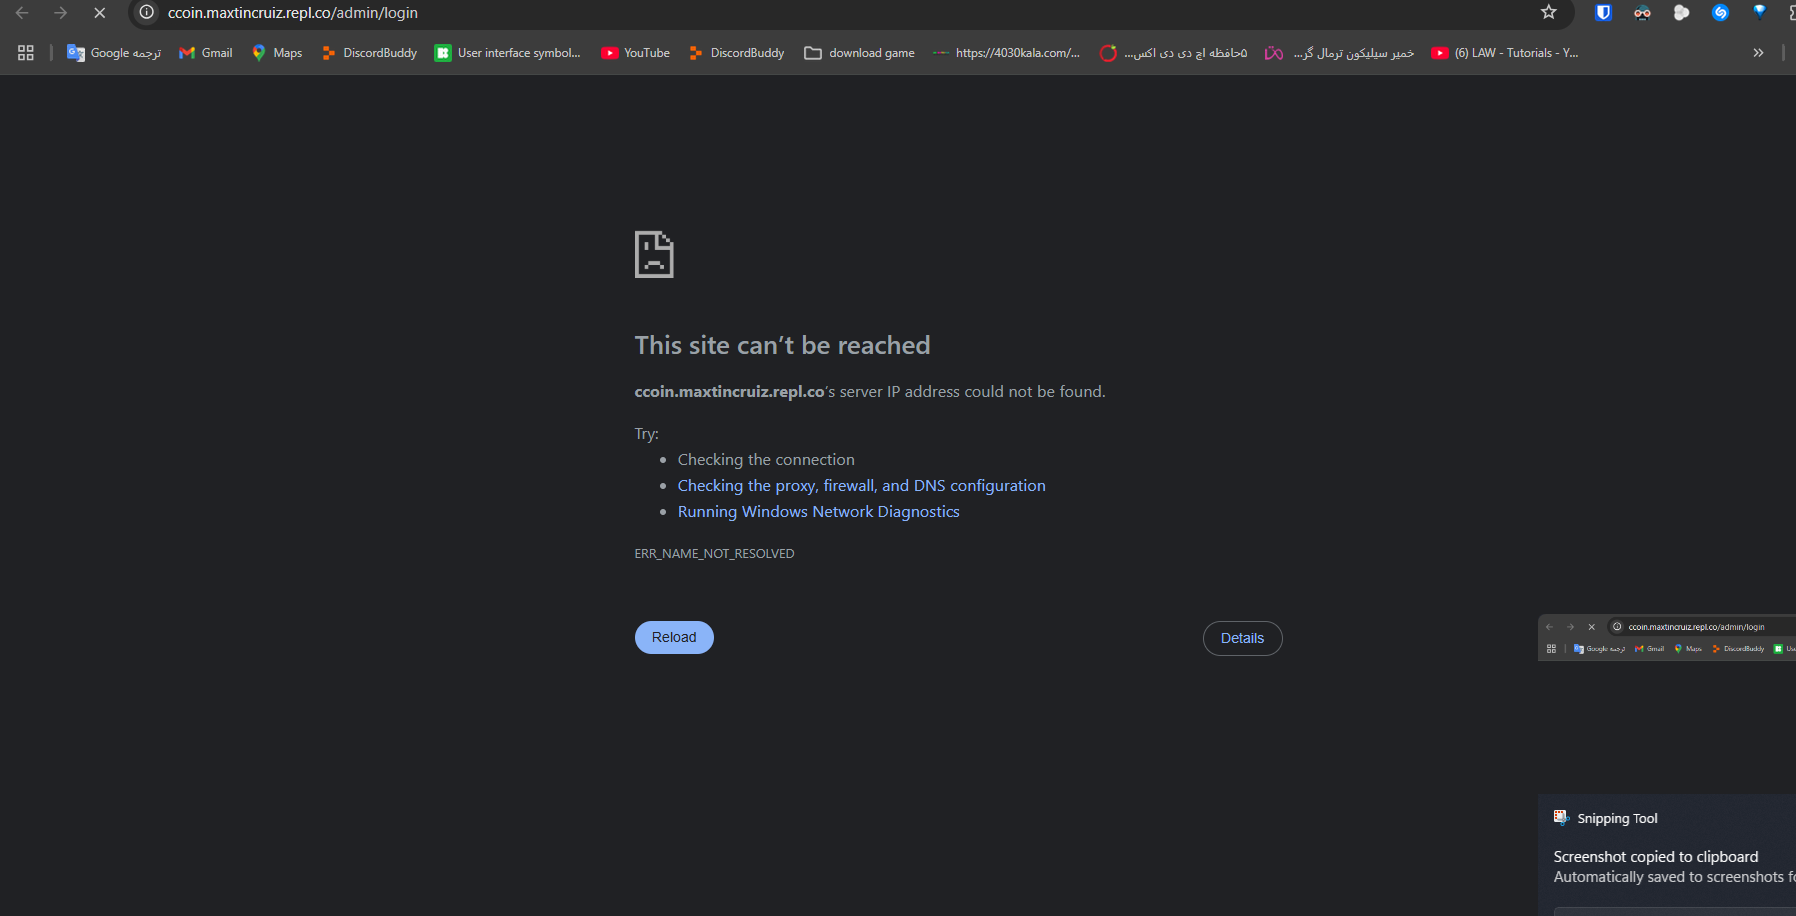 ccoin.maxtincruiz.repl.co/admin/login
Google ترجمه Gmail Maps DiscordBuddy User interface symbol... YouTube DiscordBuddy download game https://4030kala.com/... ۵حافظه اچ دی دی اکس... خمیر سیلیکون ترمال گر... (6) LAW - Tutorials - Y... »
This site can't be reached
ccoin.maxtincruiz.repl.co's server IP address could not be found.
Try:
• Checking the connection
• Checking the proxy, firewall, and DNS configuration
• Running Windows Network Diagnostics
ERR_NAME_NOT_RESOLVED
Reload Details
ccoin.maxtincruiz.repl.co/admin/login
Google ترجمه Gmail Maps DiscordBuddy
Snipping Tool
Screenshot copied to clipboard
Automatically saved to screenshots